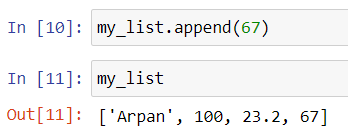 In [10]: my_list.append(67)
In [11]: my_list
Out[11]: ['Arpan', 100, 23.2, 67]